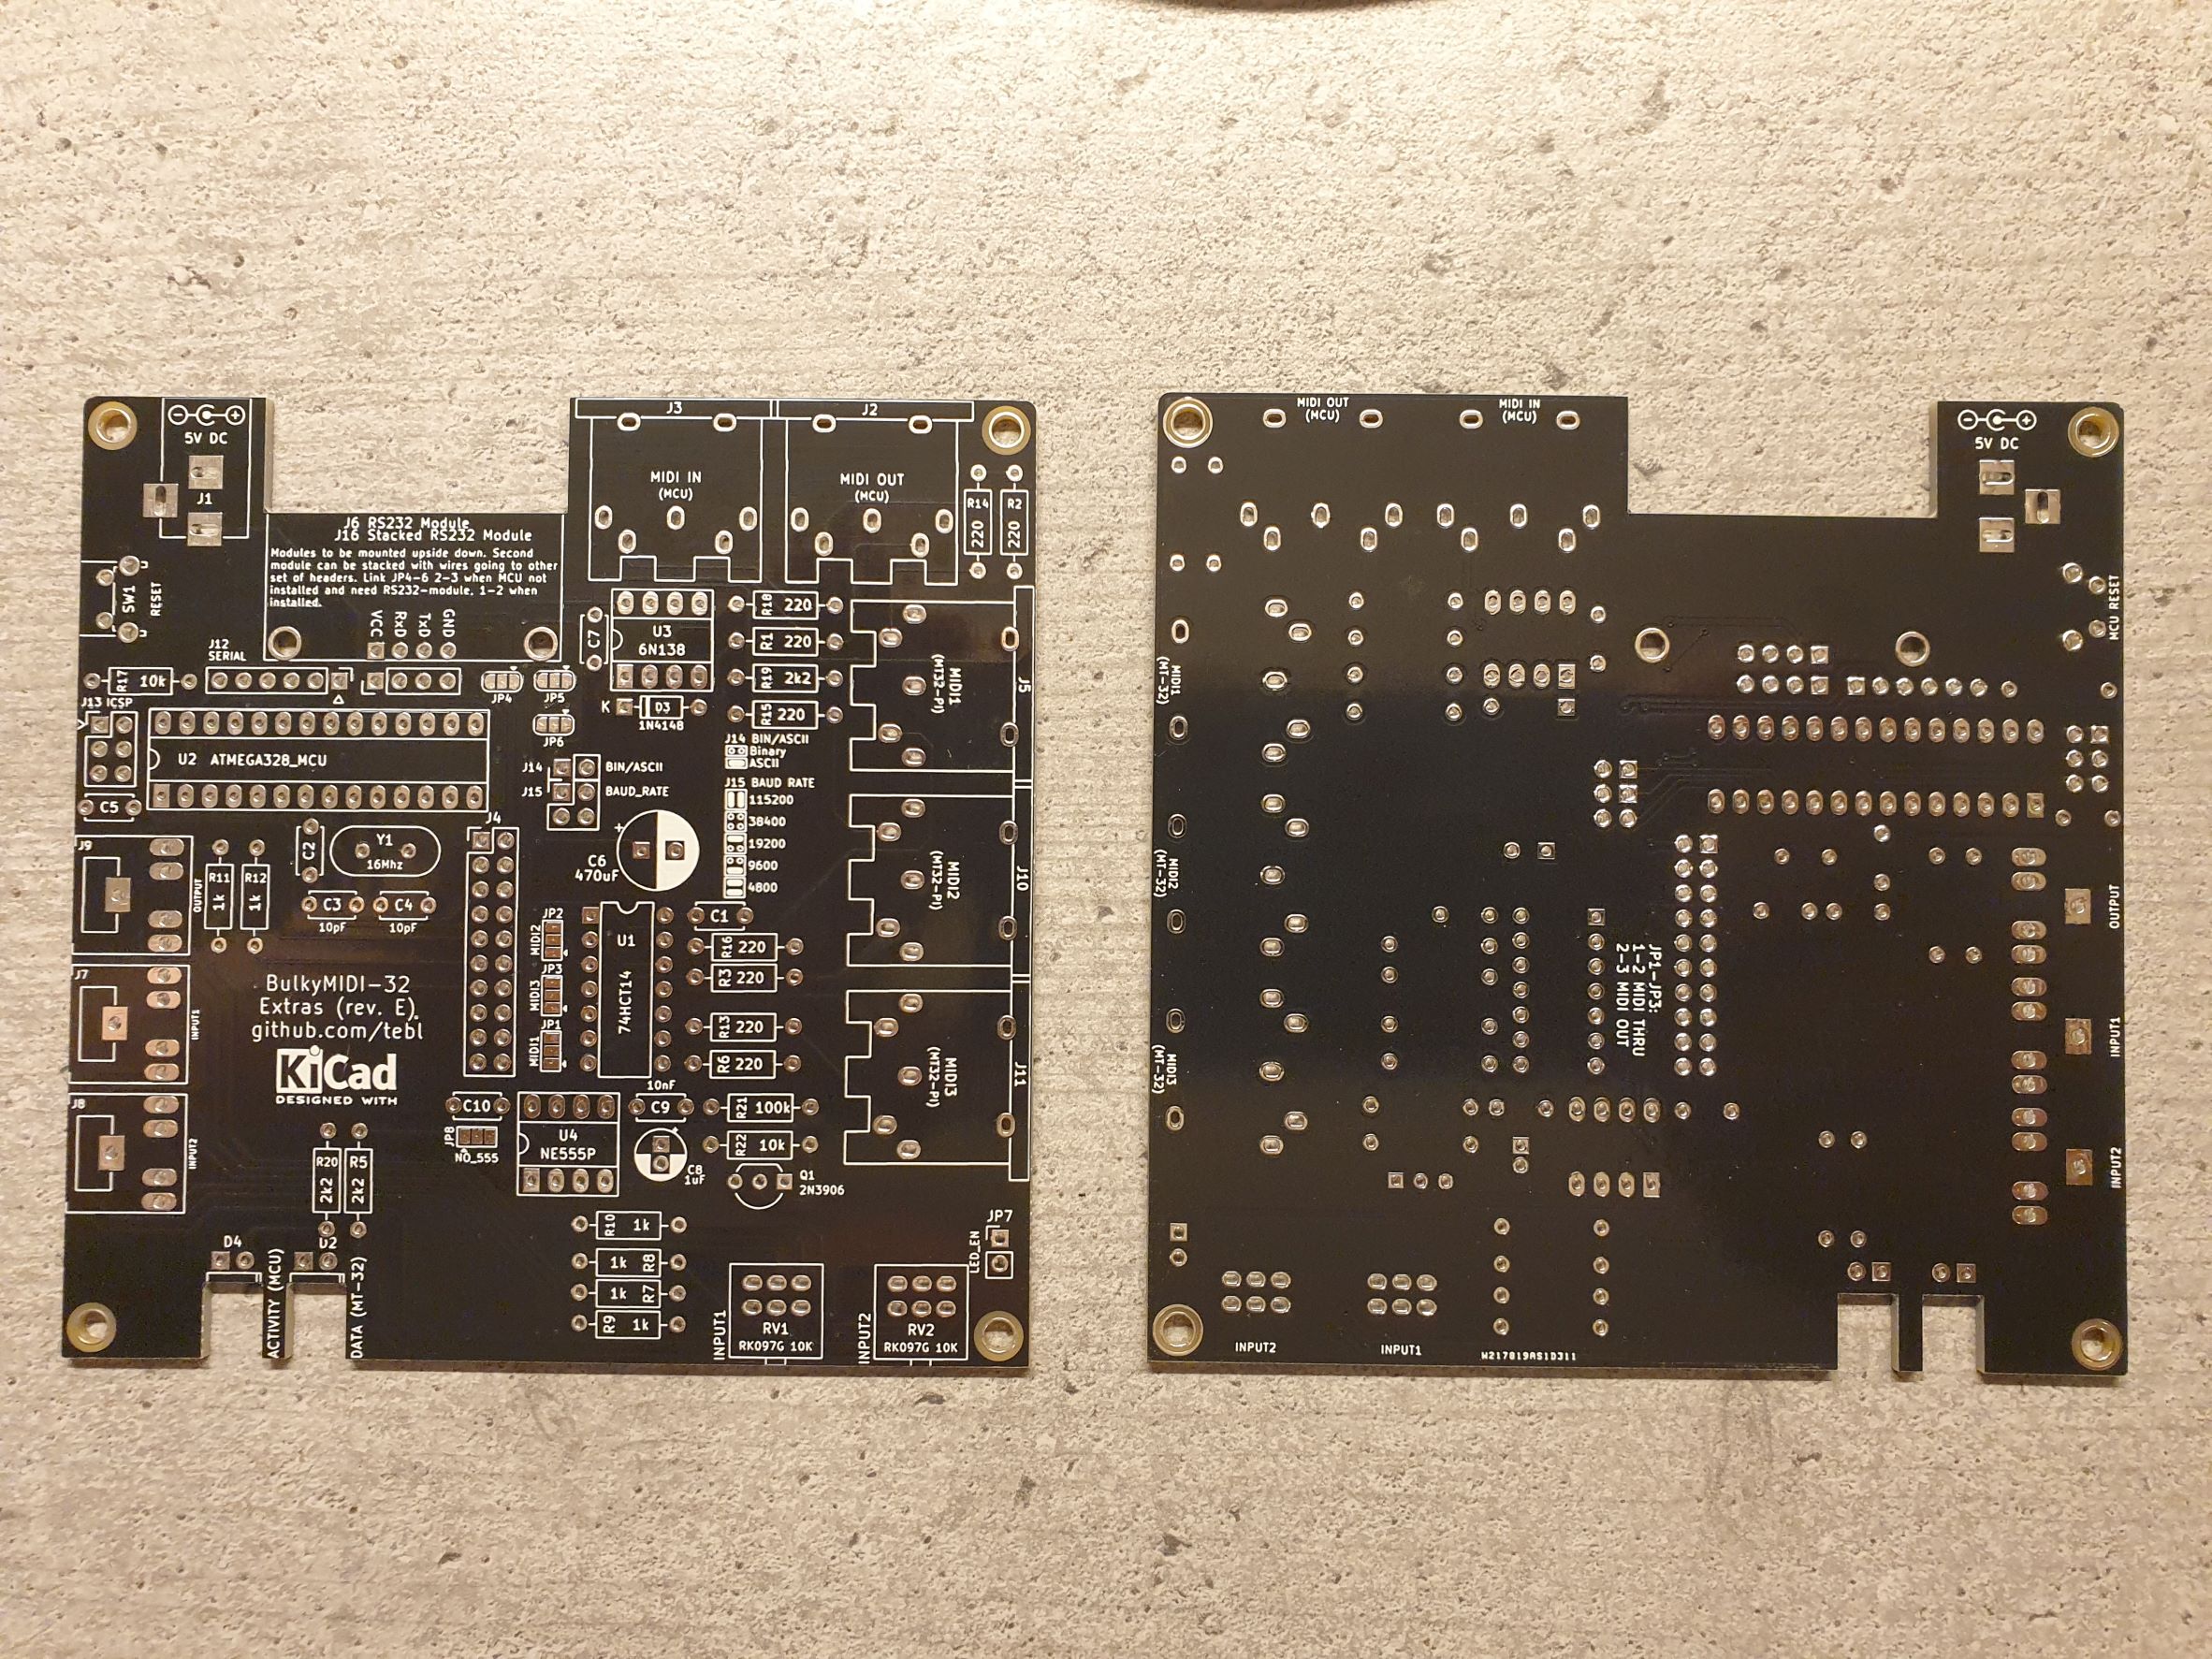 5V DC
J1
J3
J2
MIDI IN
(MCU)
MIDI OUT
(MCU)
R14
220
R2
220
J6 RS232 Module
J16 Stacked RS232 Module
Modules to be mounted upside down. Second
module can be stacked with wires going to other
set of headers. Link JP4-6 2-3 when MCU not
installed and need RS232-module, 1-2 when
installed.
VCC
RxD
TxD
GND
SW1
RESET
J12
SERIAL
R17 10k
J13 ICSP
JP4
JP5
JP6
C7
U3
6N138
K
D3
1N4148
R18 220
R1 220
R19 2k2
R15 220
MIDI1
(MT32-PI)
J5
U2 ATMEGA328_MCU
C5
J14
BIN/ASCII
J15
BAUD_RATE
J14 BIN/ASCII
Binary
ASCII
J15 BAUD RATE
115200
38400
19200
9600
4800
MIDI2
(MT32-PI)
J10
J9
OUTPUT
R11
1k
R12
1k
C2
Y1
16Mhz
C3
10pF
C4
10pF
J4
C6
470uF
+
JP2
MIDI2
JP3
MIDI3
JP1
MIDI1
U1
74HCT14
C1
R16 220
R3 220
R13 220
R6 220
MIDI3
(MT32-PI)
J11
J7
INPUT1
BulkyMIDI-32
Extras (rev. E)
github.com/tebl
KiCad
DESIGNED WITH
J8
INPUT2
R20
2k2
R5
2k2
C10
JP8
NO_555
U4
NE555P
10nF
C9
C8
1uF
R21 100k
R22 10k
Q1
2N3906
D4
D2
ACTIVITY (MCU)
DATA (MT-32)
R10 1k
1k R8
1k R7
R9 1k
INPUT1
RV1
RK097G 10K
INPUT2
RV2
RK097G 10K
JP7
LED_EN
MIDI OUT
(MCU)
MIDI IN
(MCU)
5V DC
MCU RESET
MIDI1
(MT-32)
MIDI2
(MT-32)
MIDI3
(MT-32)
JP1-JP3:
1-2 MIDI THRU
2-3 MIDI OUT
OUTPUT
INPUT1
INPUT2
INPUT2
INPUT1
W217819AS1D311